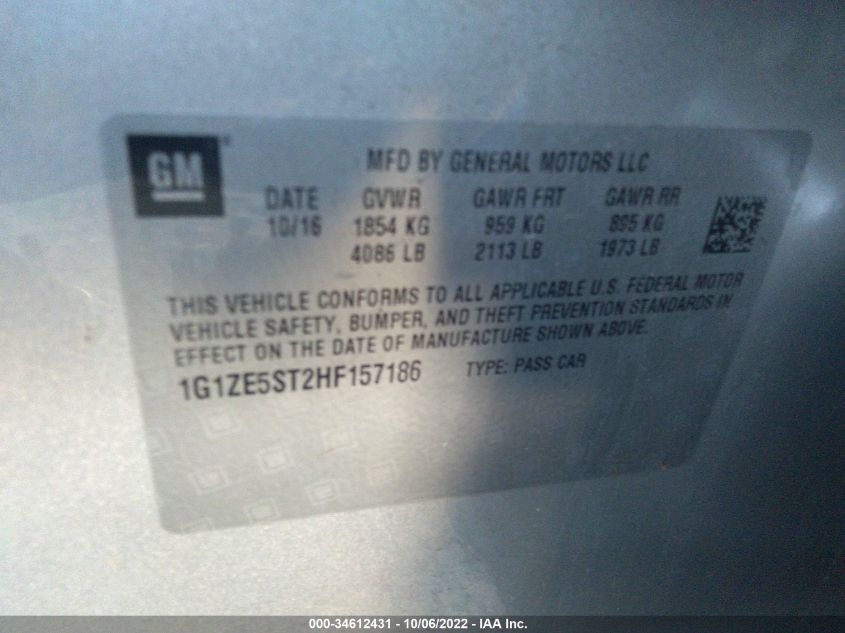 GM ®
MFD BY GENERAL MOTORS LLC
DATE GVWR GAWR FRT GAWR RR
10/16 1854 KG 959 KG 895 KG
4086 LB 2113 LB 1973 LB
THIS VEHICLE CONFORMS TO ALL APPLICABLE U.S. FEDERAL MOTOR
VEHICLE SAFETY, BUMPER, AND THEFT PREVENTION STANDARDS IN
EFFECT ON THE DATE OF MANUFACTURE SHOWN ABOVE.
1G1ZE5ST2HF157186 TYPE: PASS CAR
000-34612431 - 10/06/2022 - IAA Inc.